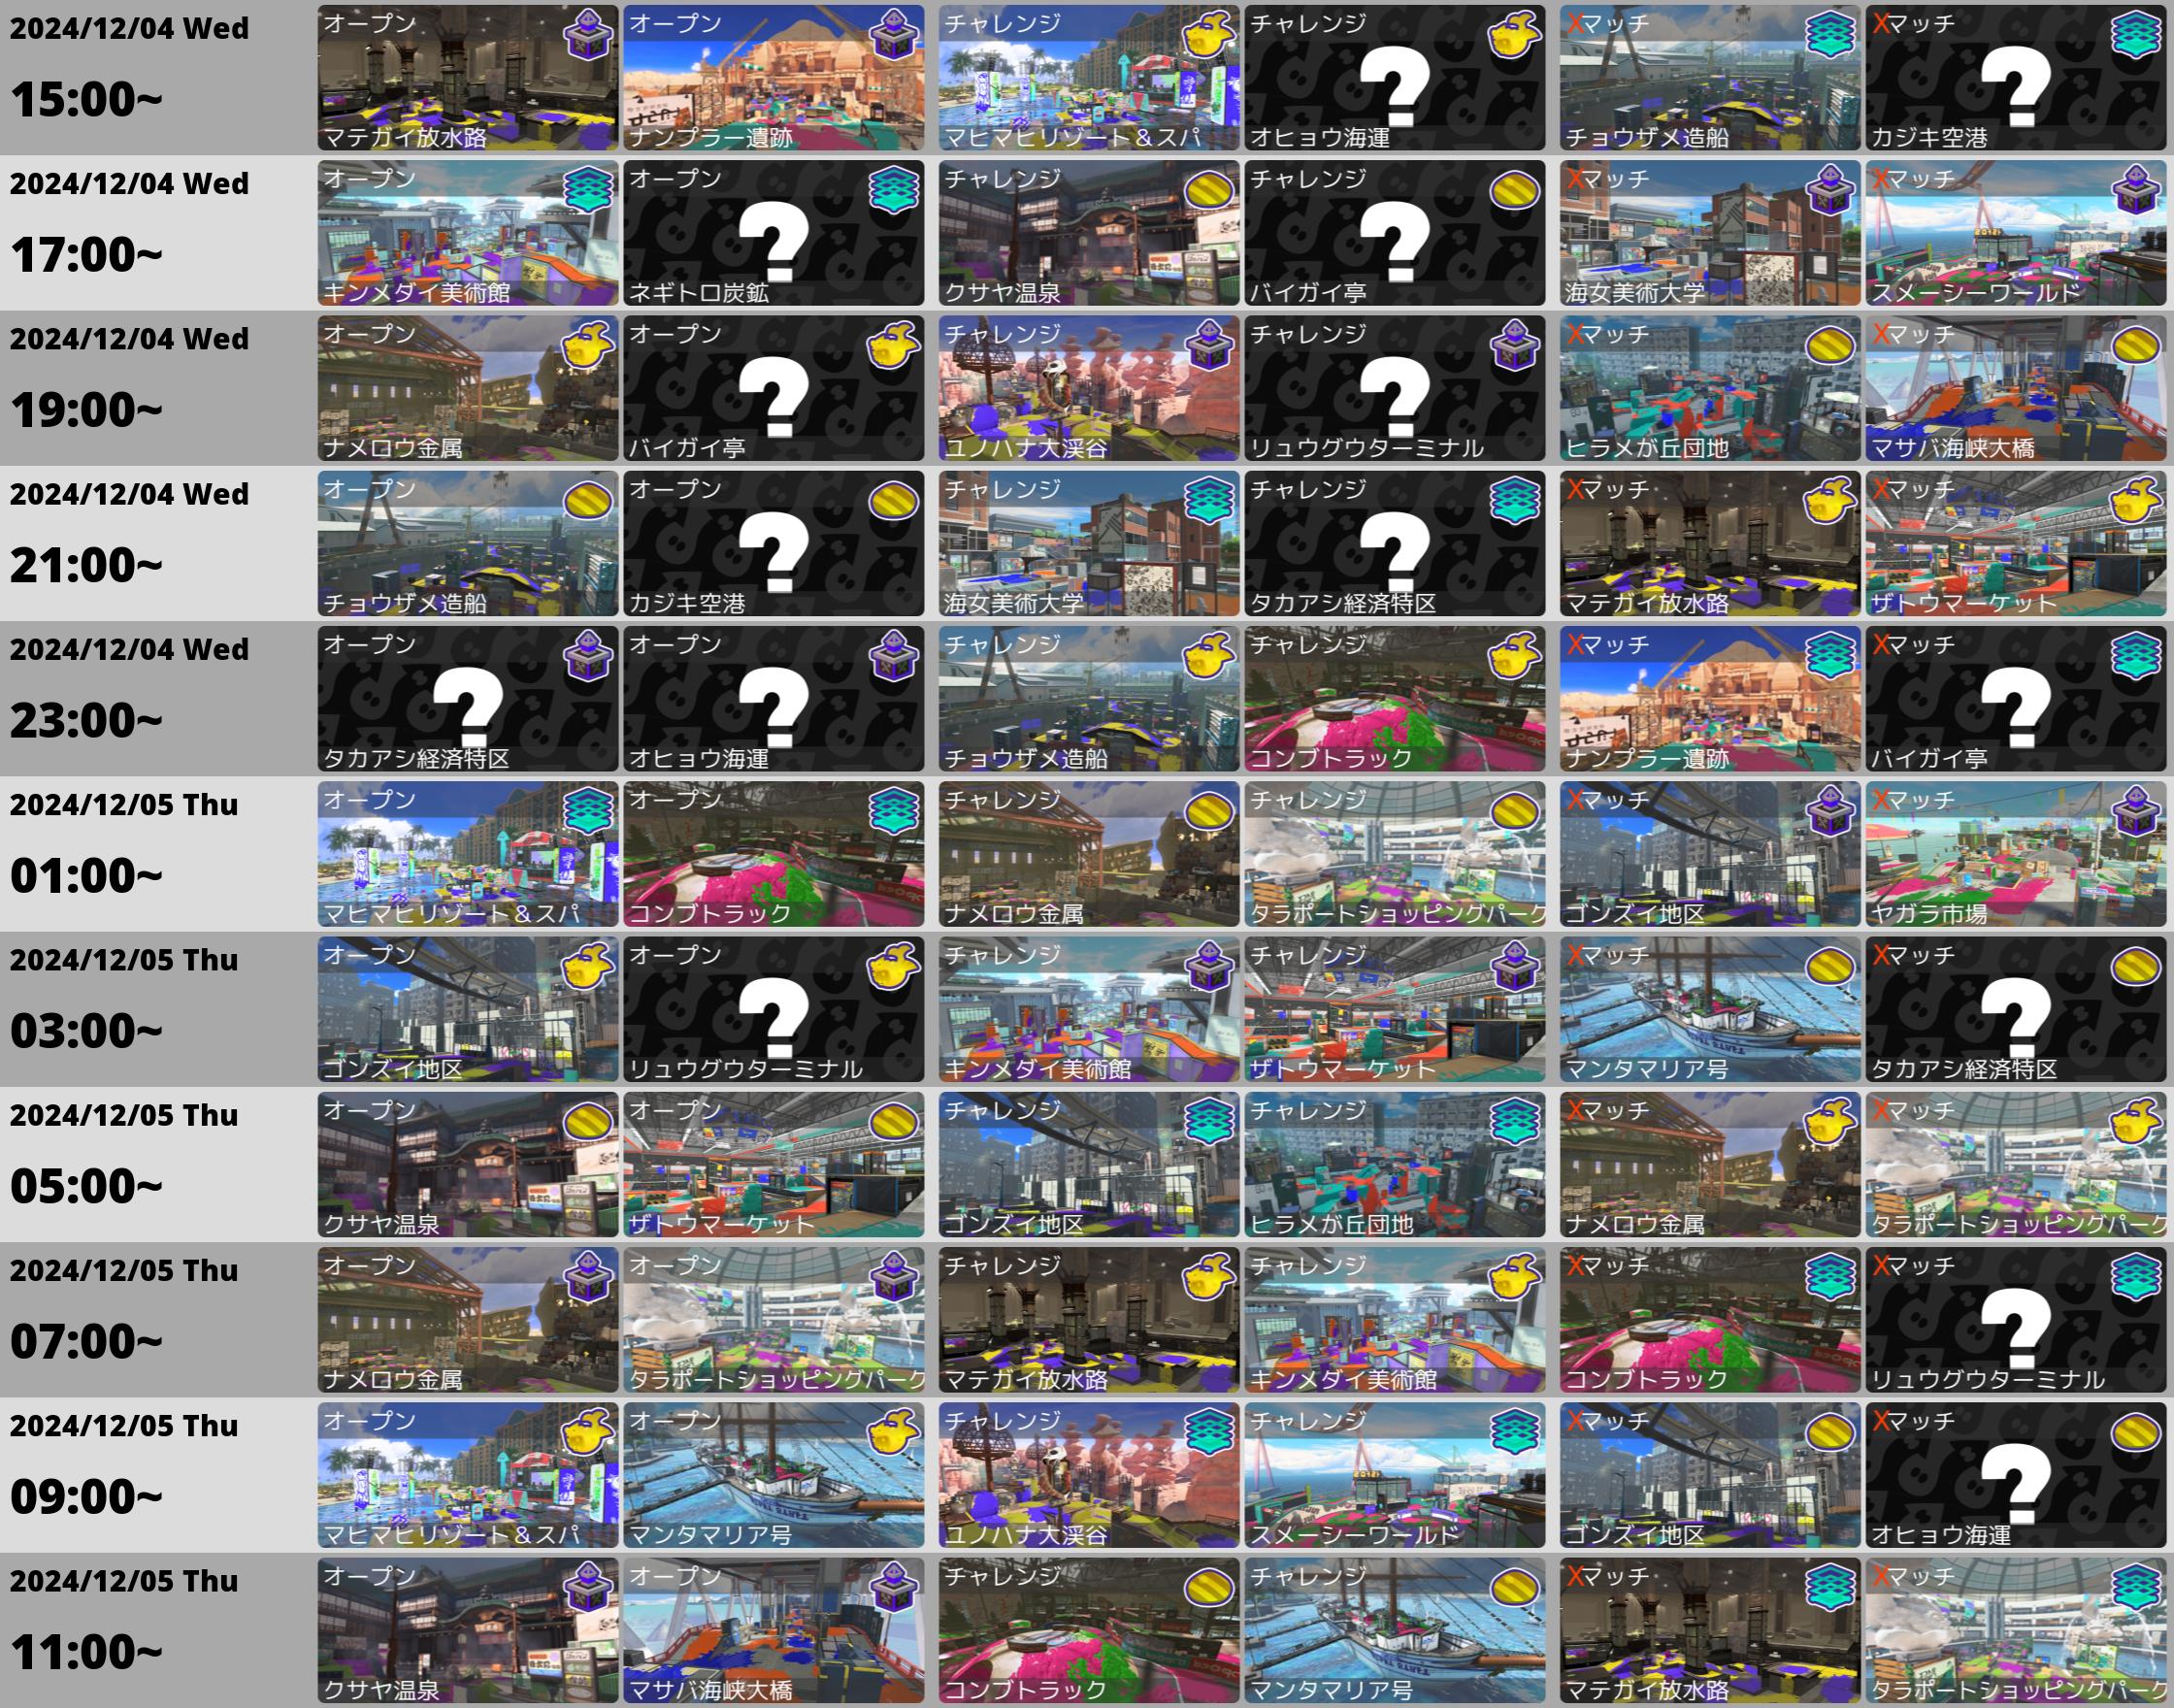 2024/12/04 Wed
15:00~
オープン
マテガイ放水路
オープン
ナンプラー遺跡
チャレンジ
マヒマヒリゾート＆スパ
チャレンジ
?
オヒョウ海運
Xマッチ
チョウザメ造船
Xマッチ
?
カジキ空港
2024/12/04 Wed
17:00~
オープン
キンメダイ美術館
オープン
?
ネギトロ炭鉱
チャレンジ
クサヤ温泉
チャレンジ
?
バイガイ亭
Xマッチ
海女美術大学
Xマッチ
スメーシーワールド
2024/12/04 Wed
19:00~
オープン
ナメロウ金属
オープン
?
バイガイ亭
チャレンジ
ユノハナ大渓谷
チャレンジ
?
リュウグウターミナル
Xマッチ
ヒラメが丘団地
Xマッチ
マサバ海峡大橋
2024/12/04 Wed
21:00~
オープン
チョウザメ造船
オープン
?
カジキ空港
チャレンジ
海女美術大学
チャレンジ
?
タカアシ経済特区
Xマッチ
マテガイ放水路
Xマッチ
ザトウマーケット
2024/12/04 Wed
23:00~
オープン
?
タカアシ経済特区
オープン
?
オヒョウ海運
チャレンジ
チョウザメ造船
チャレンジ
コンブトラック
Xマッチ
ナンプラー遺跡
Xマッチ
?
バイガイ亭
2024/12/05 Thu
01:00~
オープン
マヒマヒリゾート＆スパ
オープン
コンブトラック
チャレンジ
ナメロウ金属
チャレンジ
タラポートショッピングパーク
Xマッチ
ゴンズイ地区
Xマッチ
ヤガラ市場
2024/12/05 Thu
03:00~
オープン
ゴンズイ地区
オープン
?
リュウグウターミナル
チャレンジ
キンメダイ美術館
チャレンジ
ザトウマーケット
Xマッチ
マンタマリア号
Xマッチ
?
タカアシ経済特区
2024/12/05 Thu
05:00~
オープン
クサヤ温泉
オープン
ザトウマーケット
チャレンジ
ゴンズイ地区
チャレンジ
ヒラメが丘団地
Xマッチ
ナメロウ金属
Xマッチ
タラポートショッピングパーク
2024/12/05 Thu
07:00~
オープン
ナメロウ金属
オープン
タラポートショッピングパーク
チャレンジ
マテガイ放水路
チャレンジ
キンメダイ美術館
Xマッチ
コンブトラック
Xマッチ
?
リュウグウターミナル
2024/12/05 Thu
09:00~
オープン
マヒマヒリゾート＆スパ
オープン
マンタマリア号
チャレンジ
ユノハナ大渓谷
チャレンジ
スメーシーワールド
Xマッチ
ゴンズイ地区
Xマッチ
?
オヒョウ海運
2024/12/05 Thu
11:00~
オープン
クサヤ温泉
オープン
マサバ海峡大橋
チャレンジ
コンブトラック
チャレンジ
マンタマリア号
Xマッチ
マテガイ放水路
Xマッチ
タラポートショッピングパーク